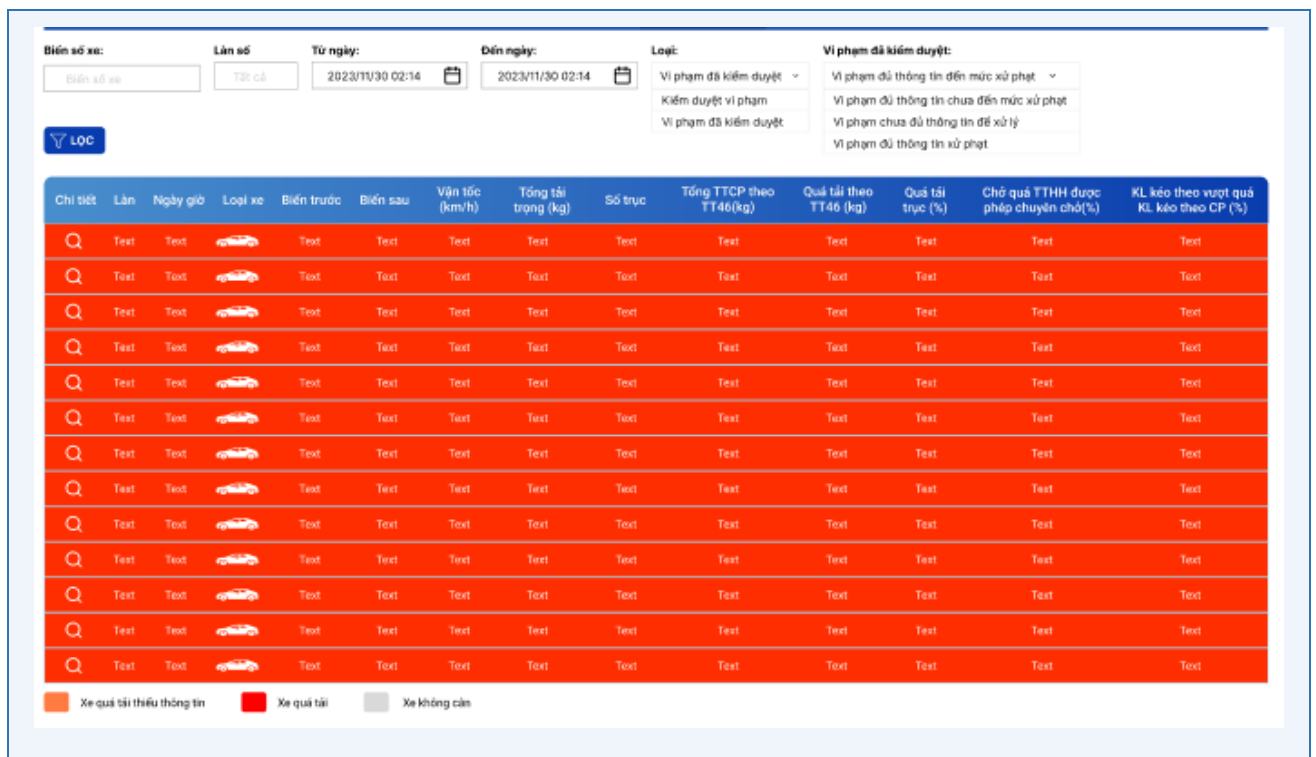 Biển số xe: Làn số Từ ngày: Đến ngày: Loại: Vi phạm đã kiểm duyệt:
Biển số xe Tất cả 2023/11/30 02:14 2023/11/30 02:14 Vi phạm đã kiểm duyệt Vi phạm đủ thông tin đến mức xử phạt
Kiểm duyệt vi phạm Vi phạm đủ thông tin chưa đến mức xử phạt
Vi phạm đã kiểm duyệt Vi phạm chưa đủ thông tin để xử lý
LỌC Vi phạm đủ thông tin xử phạt
Chi tiết Làn Ngày giờ Loại xe Biển trước Biển sau Vận tốc (km/h) Tổng tải trọng (kg) Số trục Tổng TTCP theo TT46(kg) Quá tải theo TT46 (kg) Quá tải trục (%) Chở quá TTHH được phép chuyên chở(%) KL kéo theo vượt quá KL kéo theo CP (%)
Text Text Text Text Text Text Text Text Text Text Text Text
Text Text Text Text Text Text Text Text Text Text Text Text
Text Text Text Text Text Text Text Text Text Text Text Text
Text Text Text Text Text Text Text Text Text Text Text Text
Text Text Text Text Text Text Text Text Text Text Text Text
Text Text Text Text Text Text Text Text Text Text Text Text
Text Text Text Text Text Text Text Text Text Text Text Text
Text Text Text Text Text Text Text Text Text Text Text Text
Text Text Text Text Text Text Text Text Text Text Text Text
Text Text Text Text Text Text Text Text Text Text Text Text
Text Text Text Text Text Text Text Text Text Text Text Text
Text Text Text Text Text Text Text Text Text Text Text Text
Text Text Text Text Text Text Text Text Text Text Text Text
Xe quá tải thiếu thông tin Xe quá tải Xe không cân